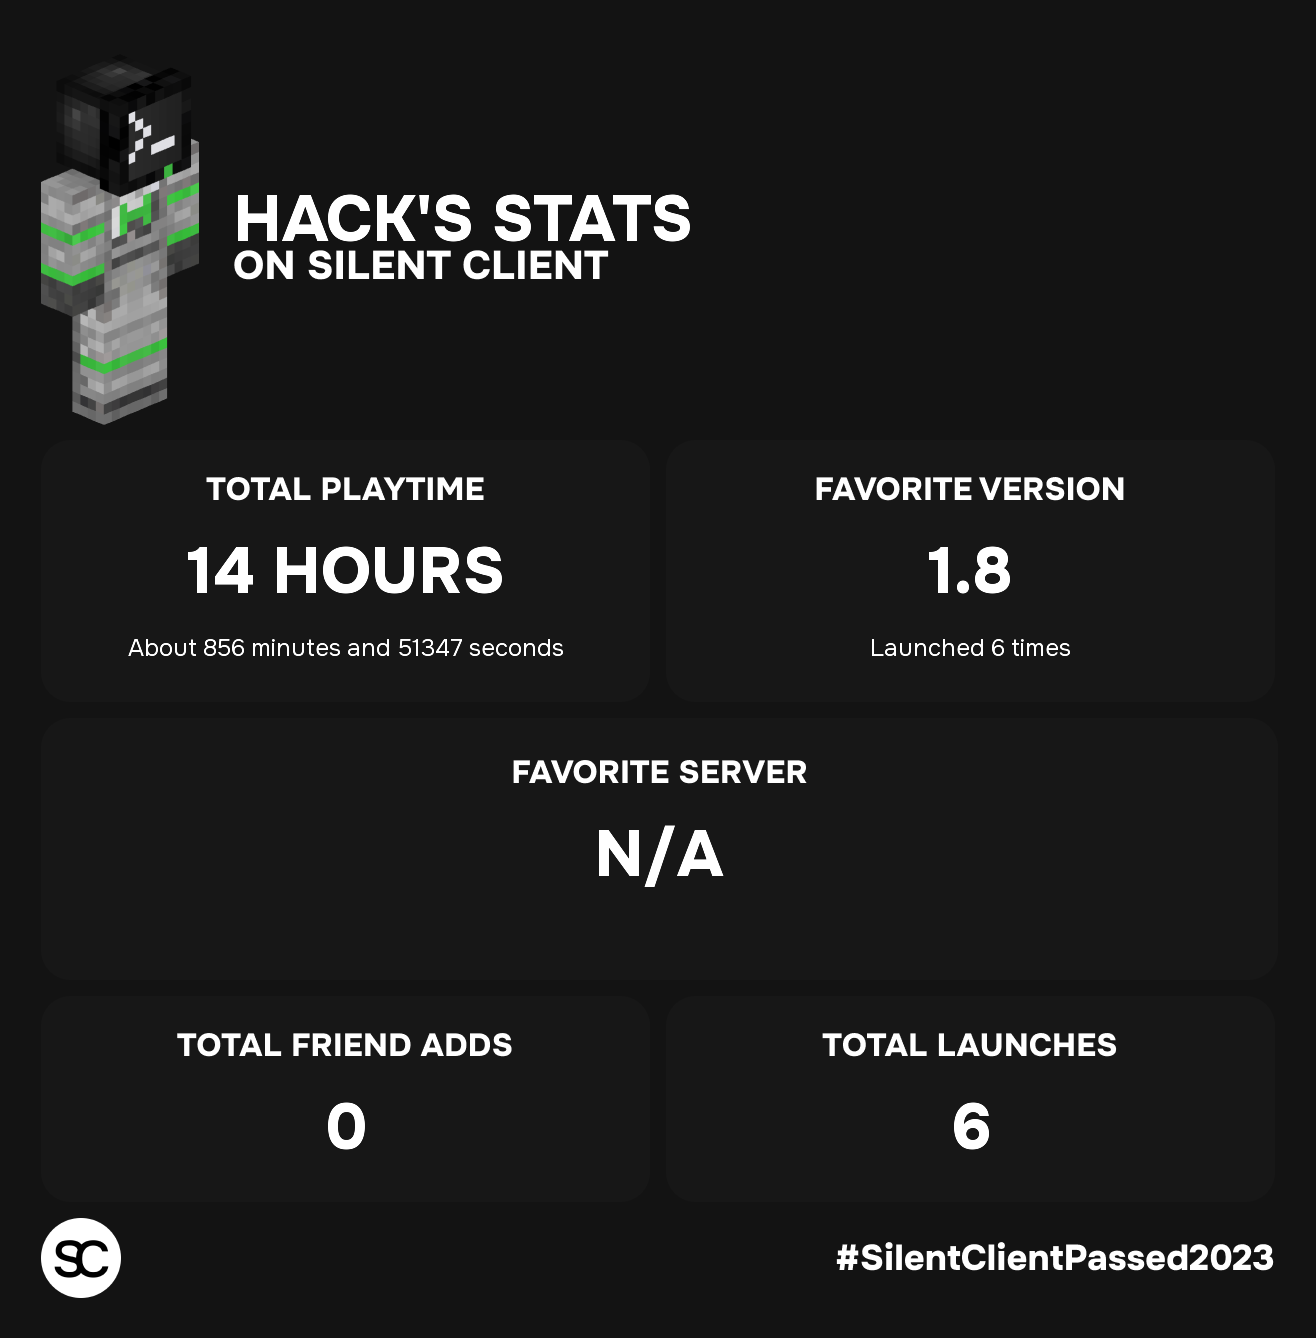 HACK'S STATS
ON SILENT CLIENT
TOTAL PLAYTIME
14 HOURS
About 856 minutes and 51347 seconds
FAVORITE VERSION
1.8
Launched 6 times
FAVORITE SERVER
N/A
TOTAL FRIEND ADDS
0
TOTAL LAUNCHES
6
SC
#SilentClientPassed2023